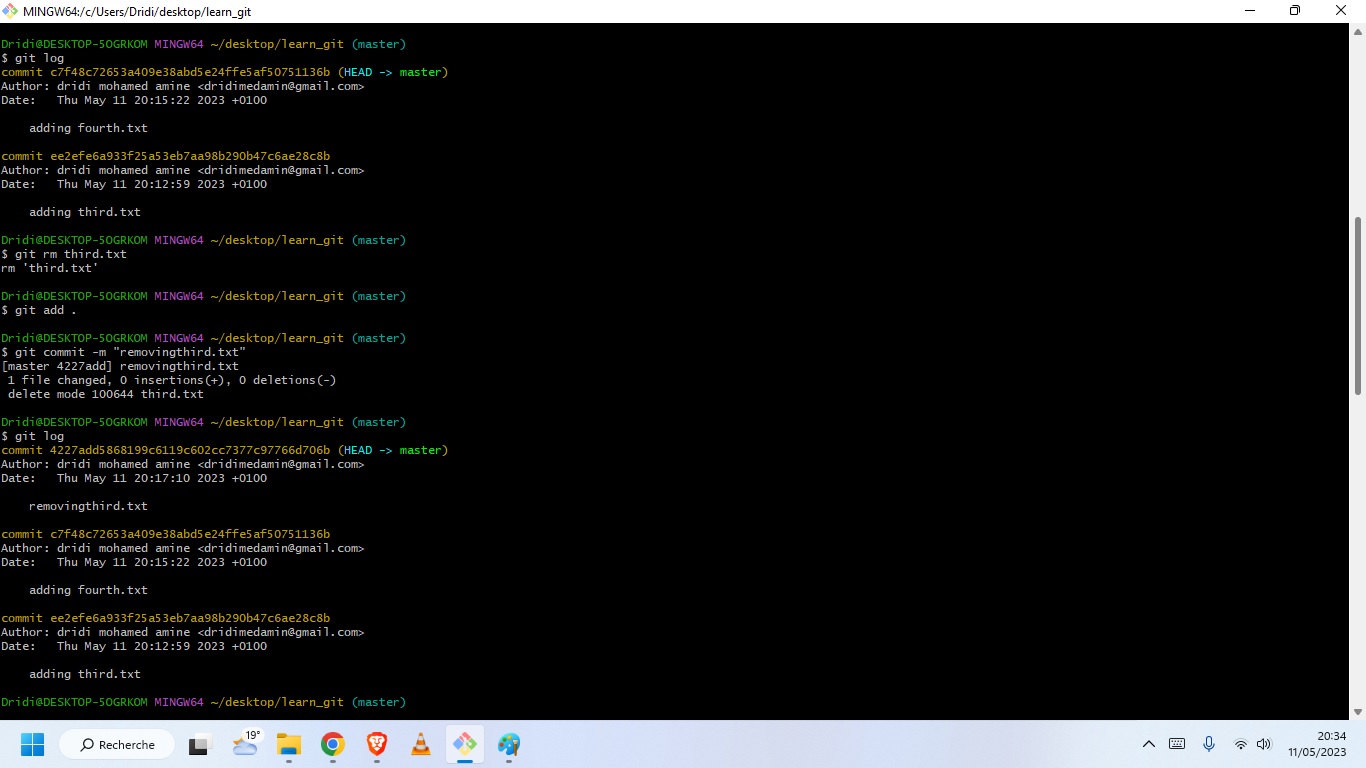 MINGW64:/c/Users/Dridi/desktop/learn_git
Dridi@DESKTOP-5OGRKOM MINGW64 ~/desktop/learn_git (master)
$ git log
commit c7f48c72653a409e38abd5e24ffe5af50751136b (HEAD -> master)
Author: dridi mohamed amine <dridimedamin@gmail.com>
Date:   Thu May 11 20:15:22 2023 +0100
    adding fourth.txt
commit ee2efe6a933f25a53eb7aa98b290b47c6ae28c8b
Author: dridi mohamed amine <dridimedamin@gmail.com>
Date:   Thu May 11 20:12:59 2023 +0100
    adding third.txt
Dridi@DESKTOP-5OGRKOM MINGW64 ~/desktop/learn_git (master)
$ git rm third.txt
rm 'third.txt'
Dridi@DESKTOP-5OGRKOM MINGW64 ~/desktop/learn_git (master)
$ git add .
Dridi@DESKTOP-5OGRKOM MINGW64 ~/desktop/learn_git (master)
$ git commit -m "removingthird.txt"
[master 4227add] removingthird.txt
 1 file changed, 0 insertions(+), 0 deletions(-)
 delete mode 100644 third.txt
Dridi@DESKTOP-5OGRKOM MINGW64 ~/desktop/learn_git (master)
$ git log
commit 4227add5868199c6119c602cc7377c97766d706b (HEAD -> master)
Author: dridi mohamed amine <dridimedamin@gmail.com>
Date:   Thu May 11 20:17:10 2023 +0100
    removingthird.txt
commit c7f48c72653a409e38abd5e24ffe5af50751136b
Author: dridi mohamed amine <dridimedamin@gmail.com>
Date:   Thu May 11 20:15:22 2023 +0100
    adding fourth.txt
commit ee2efe6a933f25a53eb7aa98b290b47c6ae28c8b
Author: dridi mohamed amine <dridimedamin@gmail.com>
Date:   Thu May 11 20:12:59 2023 +0100
    adding third.txt
Dridi@DESKTOP-5OGRKOM MINGW64 ~/desktop/learn_git (master)
Recherche
19°
20:34
11/05/2023